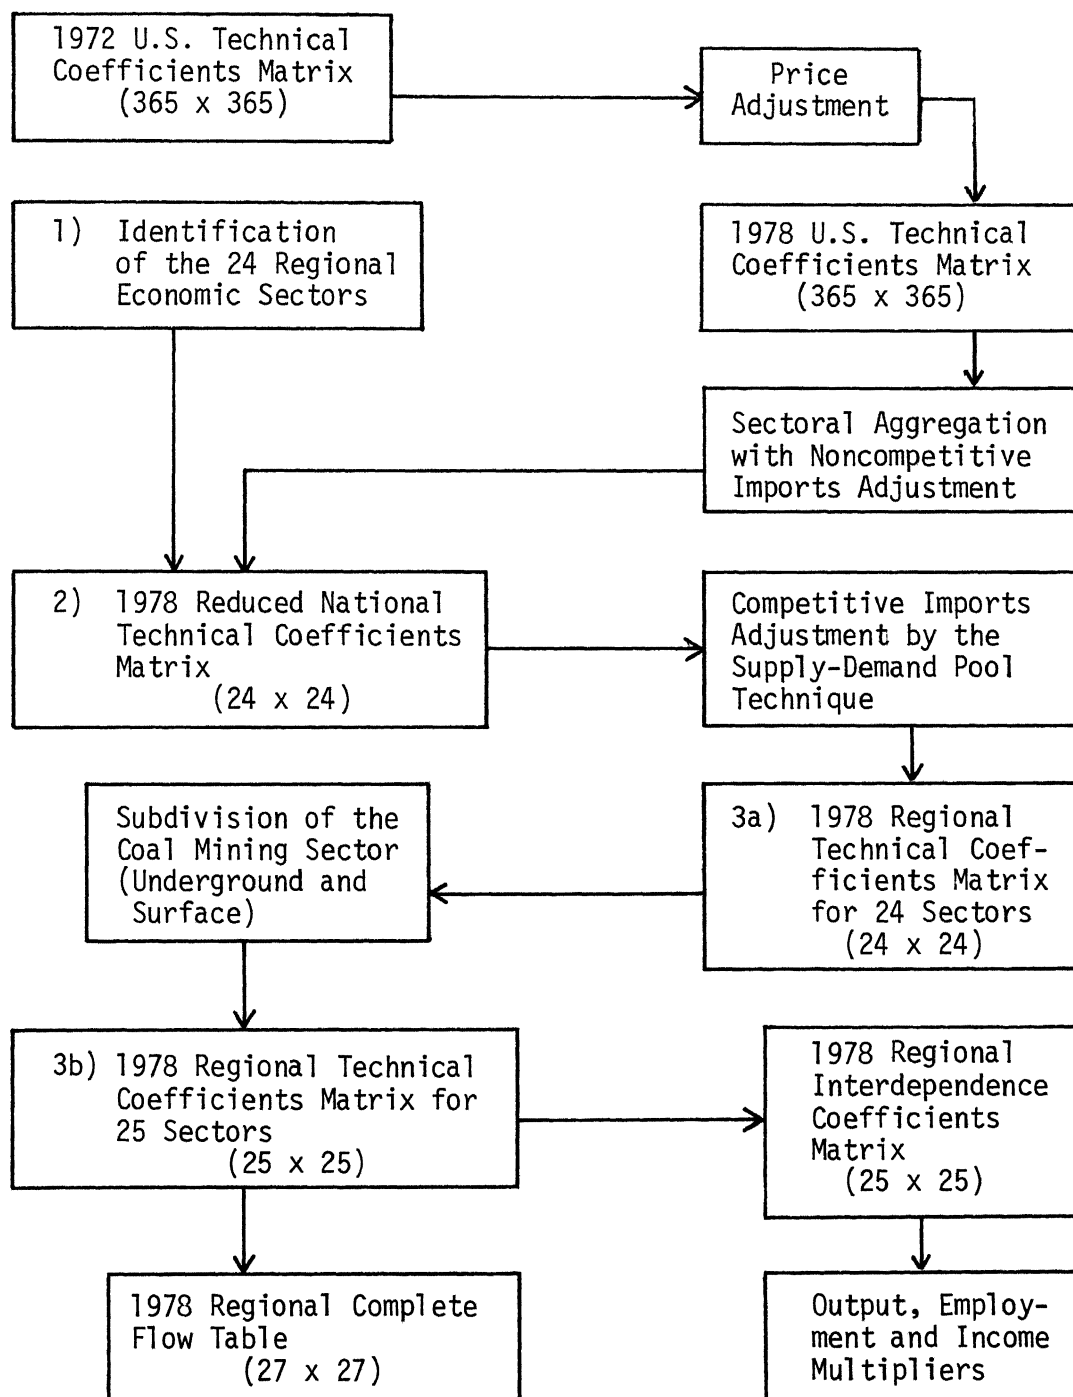 1972 U.S. Technical
Coefficients Matrix
(365 x 365)
Price
Adjustment
1) Identification
of the 24 Regional
Economic Sectors
1978 U.S. Technical
Coefficients Matrix
(365 x 365)
Sectoral Aggregation
with Noncompetitive
Imports Adjustment
2) 1978 Reduced National
Technical Coefficients
Matrix
(24 x 24)
Competitive Imports
Adjustment by the
Supply-Demand Pool
Technique
Subdivision of the
Coal Mining Sector
(Underground and
Surface)
3a) 1978 Regional
Technical Coef-
ficients Matrix
for 24 Sectors
(24 x 24)
3b) 1978 Regional Technical
Coefficients Matrix for
25 Sectors
(25 x 25)
1978 Regional
Interdependence
Coefficients
Matrix
(25 x 25)
1978 Regional Complete
Flow Table
(27 x 27)
Output, Employ-
ment and Income
Multipliers